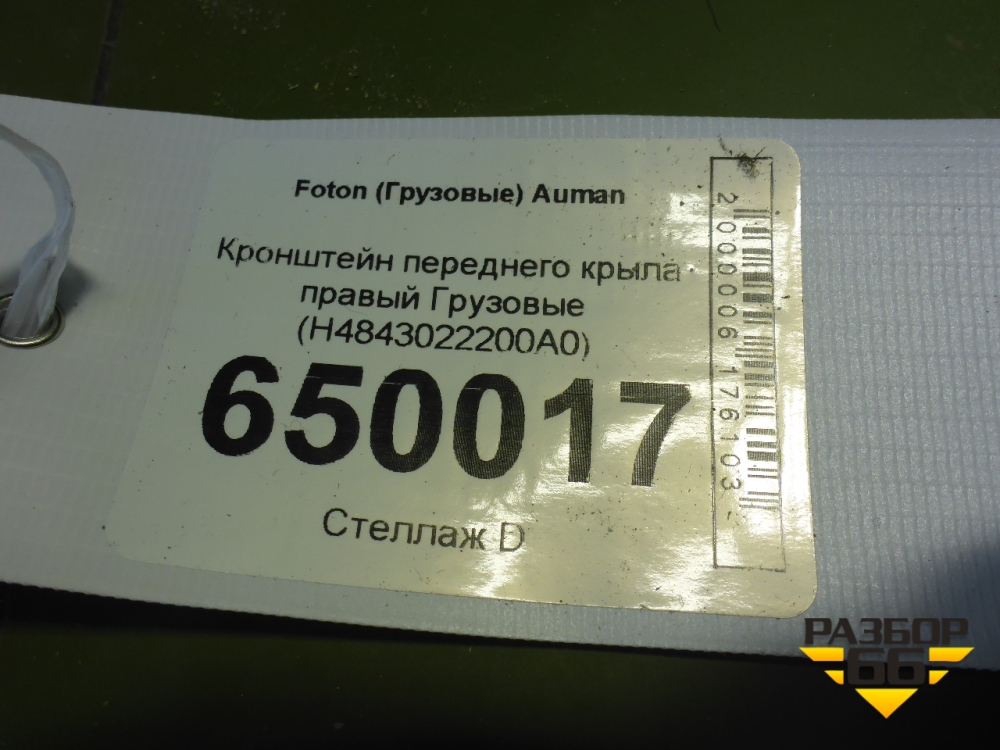 Foton (Грузовые) Auman
Кронштейн переднего крыла
правый Грузовые
(H4843022200A0)
650017
Стеллаж D
2000006176103
РАЗБОР
66